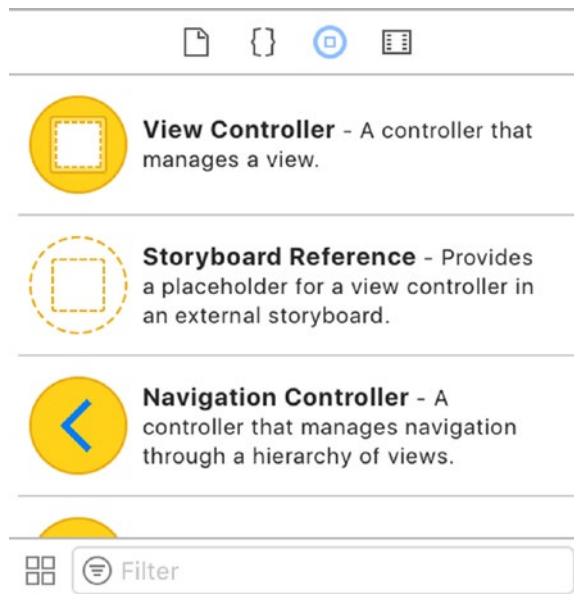 View Controller - A controller that
manages a view.
Storyboard Reference - Provides
a placeholder for a view controller in
an external storyboard.
Navigation Controller - A
controller that manages navigation
through a hierarchy of views.
Filter